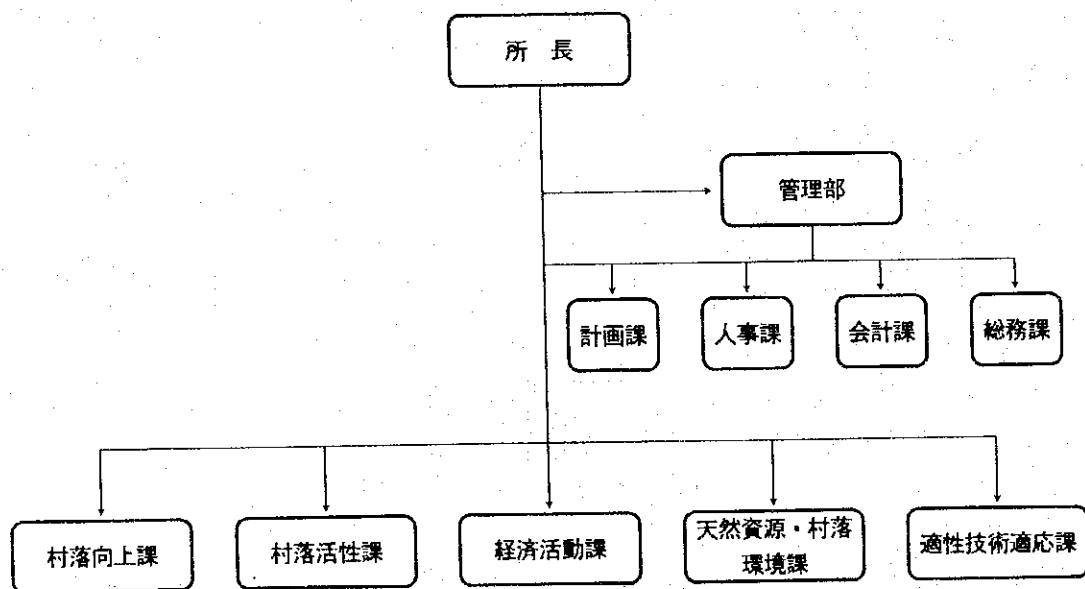 所 長
管理部
計画課
人事課
会計課
総務課
村落向上課
村落活性課
経済活動課
天然資源・村落
環境課
適性技術適応課